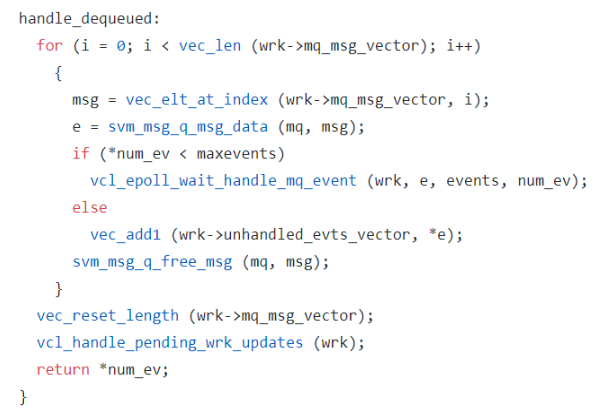 handle_dequeued:
  for (i = 0; i < vec_len (wrk->mq_msg_vector); i++)
    {
      msg = vec_elt_at_index (wrk->mq_msg_vector, i);
      e = svm_msg_q_msg_data (mq, msg);
      if (*num_ev < maxevents)
        vcl_epoll_wait_handle_mq_event (wrk, e, events, num_ev);
      else
        vec_add1 (wrk->unhandled_evts_vector, *e);
      svm_msg_q_free_msg (mq, msg);
    }
  vec_reset_length (wrk->mq_msg_vector);
  vcl_handle_pending_wrk_updates (wrk);
  return *num_ev;
}